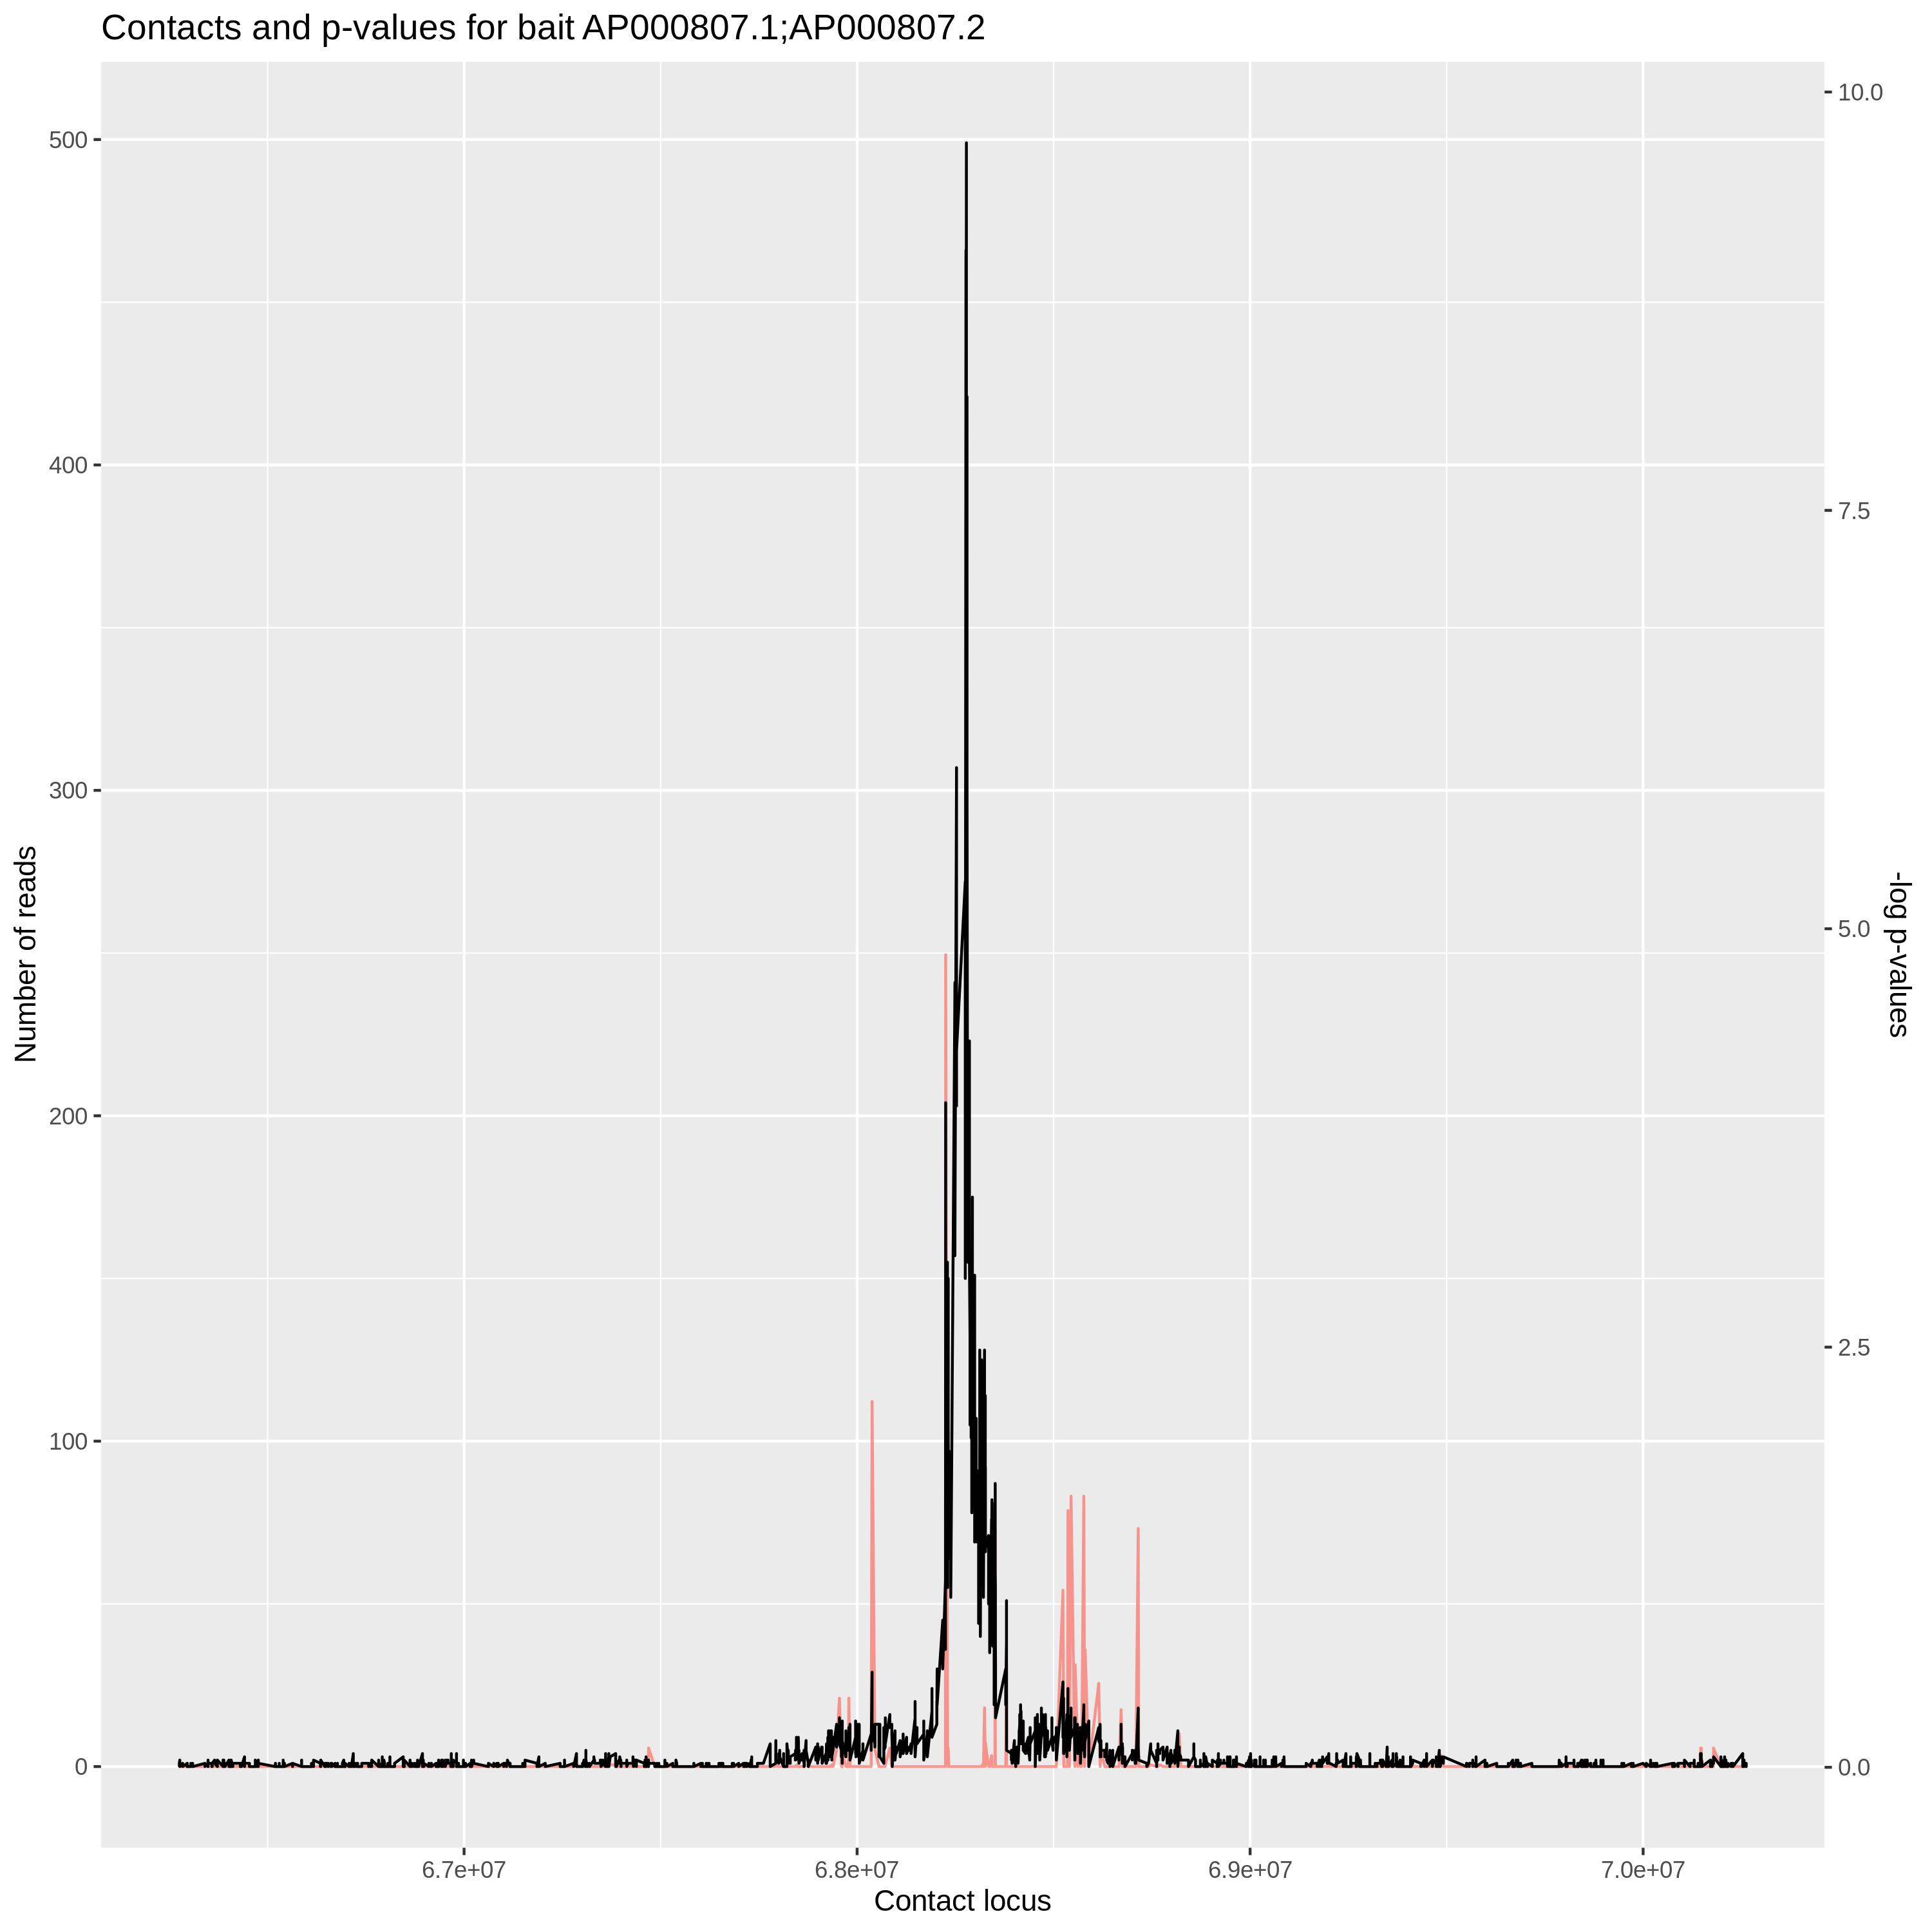 Contacts and p-values for bait AP000807.1;AP000807.2
500
400
300
200
100
0
Number of reads
10.0
7.5
5.0
2.5
0.0
-log p-values
6.7e+07
6.8e+07
6.9e+07
7.0e+07
Contact locus